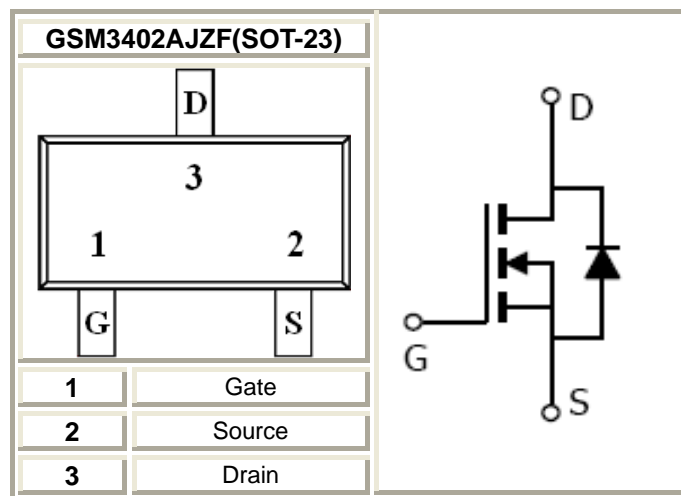 GSM3402AJZF(SOT-23)
D
3
1 2
G S
1 Gate
2 Source
3 Drain
D
G
S